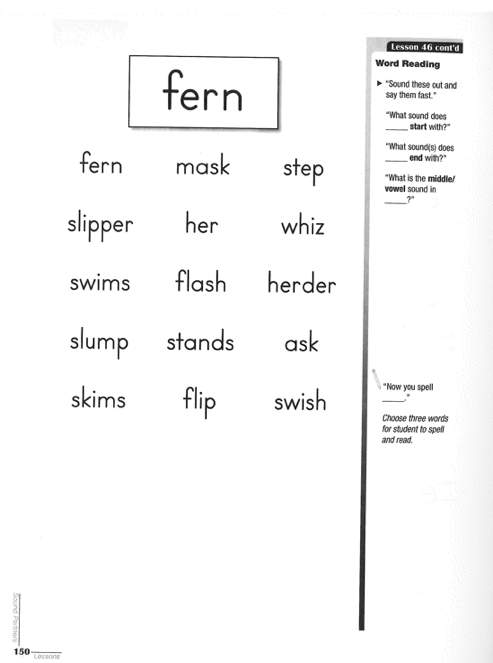 Lesson 46 cont'd
fern
Word Reading
▶ "Sound these out and
say them fast."
"What sound does
_____ start with?"
"What sound(s) does
_____ end with?"
"What is the middle/
vowel sound in
_____?"
fern mask step
slipper her whiz
swims flash herder
slump stands ask
skims flip swish
"Now you spell
_____."
Choose three words
for student to spell
and read.
Sound Partners
150
Lessons